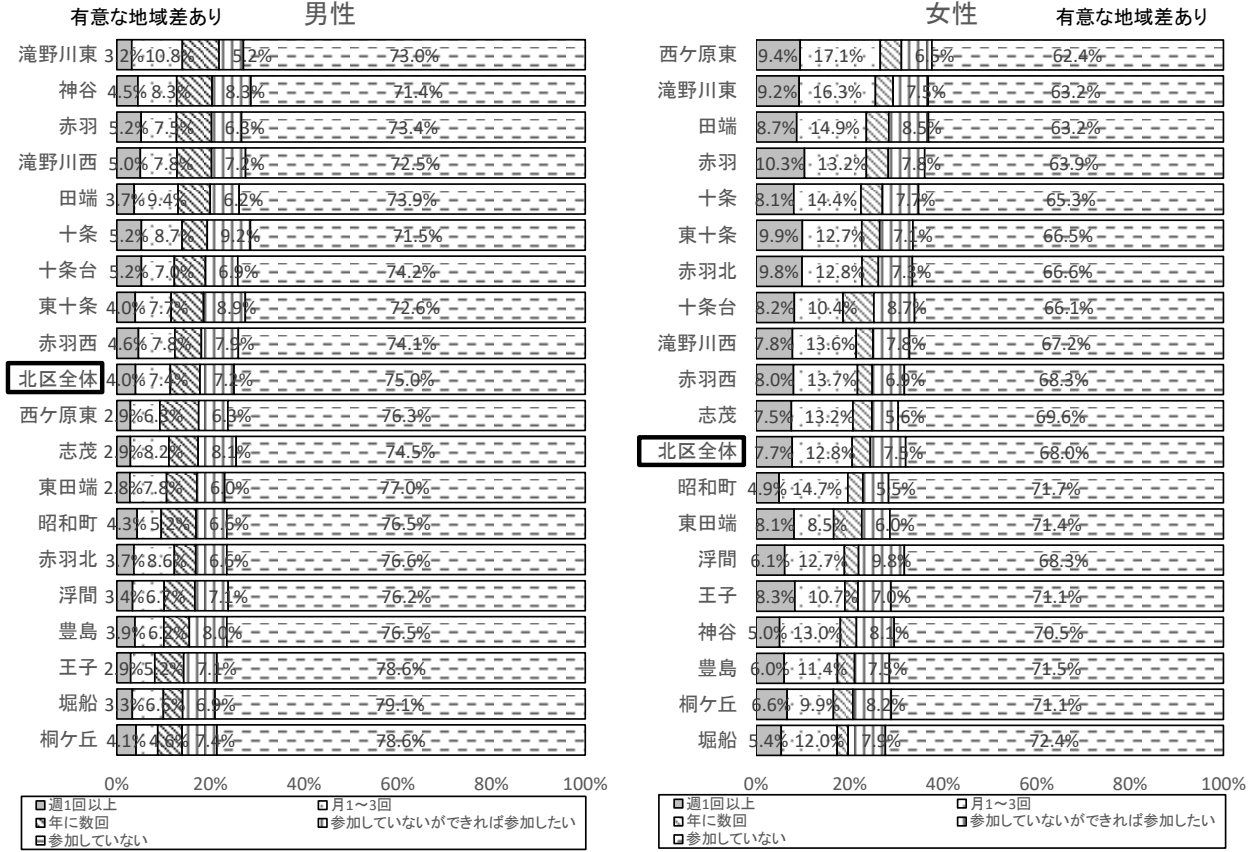 有意な地域差あり 男性
滝野川東 3.2% 10.8% 5.2% 73.0%
神谷 4.5% 8.3% 8.3% 71.4%
赤羽 5.2% 7.5% 6.3% 73.4%
滝野川西 5.0% 7.8% 7.2% 72.5%
田端 3.7% 9.4% 6.2% 73.9%
十条 5.2% 8.7% 9.2% 71.5%
十条台 5.2% 7.0% 6.9% 74.2%
東十条 4.0% 7.7% 8.9% 72.6%
赤羽西 4.6% 7.8% 7.9% 74.1%
北区全体 4.0% 7.4% 7.2% 75.0%
西ケ原東 2.9% 6.3% 6.3% 76.3%
志茂 2.9% 8.2% 8.1% 74.5%
東田端 2.8% 7.8% 6.0% 77.0%
昭和町 4.3% 5.2% 6.6% 76.5%
赤羽北 3.7% 8.6% 6.6% 76.6%
浮間 3.4% 6.7% 7.1% 76.2%
豊島 3.9% 6.2% 8.0% 76.5%
王子 2.9% 5.2% 7.1% 78.6%
堀船 3.3% 6.6% 6.9% 79.1%
桐ケ丘 4.1% 4.6% 7.4% 78.6%
0% 20% 40% 60% 80% 100%
週1回以上 月1～3回
年に数回 参加していないができれば参加したい
参加していない
女性 有意な地域差あり
西ケ原東 9.4% 17.1% 6.5% 62.4%
滝野川東 9.2% 16.3% 7.5% 63.2%
田端 8.7% 14.9% 8.5% 63.2%
赤羽 10.3% 13.2% 7.8% 63.9%
十条 8.1% 14.4% 7.7% 65.3%
東十条 9.9% 12.7% 7.1% 66.5%
赤羽北 9.8% 12.8% 7.3% 66.6%
十条台 8.2% 10.4% 8.7% 66.1%
滝野川西 7.8% 13.6% 7.8% 67.2%
赤羽西 8.0% 13.7% 6.9% 68.3%
志茂 7.5% 13.2% 5.6% 69.6%
北区全体 7.7% 12.8% 7.5% 68.0%
昭和町 4.9% 14.7% 5.5% 71.7%
東田端 8.1% 8.5% 6.0% 71.4%
浮間 6.1% 12.7% 9.8% 68.3%
王子 8.3% 10.7% 7.0% 71.1%
神谷 5.0% 13.0% 8.1% 70.5%
豊島 6.0% 11.4% 7.5% 71.5%
桐ケ丘 6.6% 9.9% 8.2% 71.1%
堀船 5.4% 12.0% 7.9% 72.4%
0% 20% 40% 60% 80% 100%
週1回以上 月1～3回
年に数回 参加していないができれば参加したい
参加していない